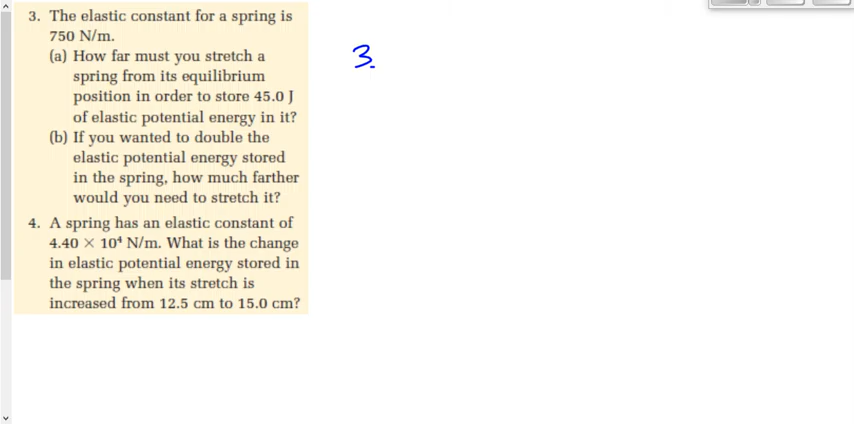 3. The elastic constant for a spring is
750 N/m.
(a) How far must you stretch a
spring from its equilibrium
position in order to store 45.0 J
of elastic potential energy in it?
(b) If you wanted to double the
elastic potential energy stored
in the spring, how much farther
would you need to stretch it?
4. A spring has an elastic constant of
4.40 × 10⁴ N/m. What is the change
in elastic potential energy stored in
the spring when its stretch is
increased from 12.5 cm to 15.0 cm?
3.